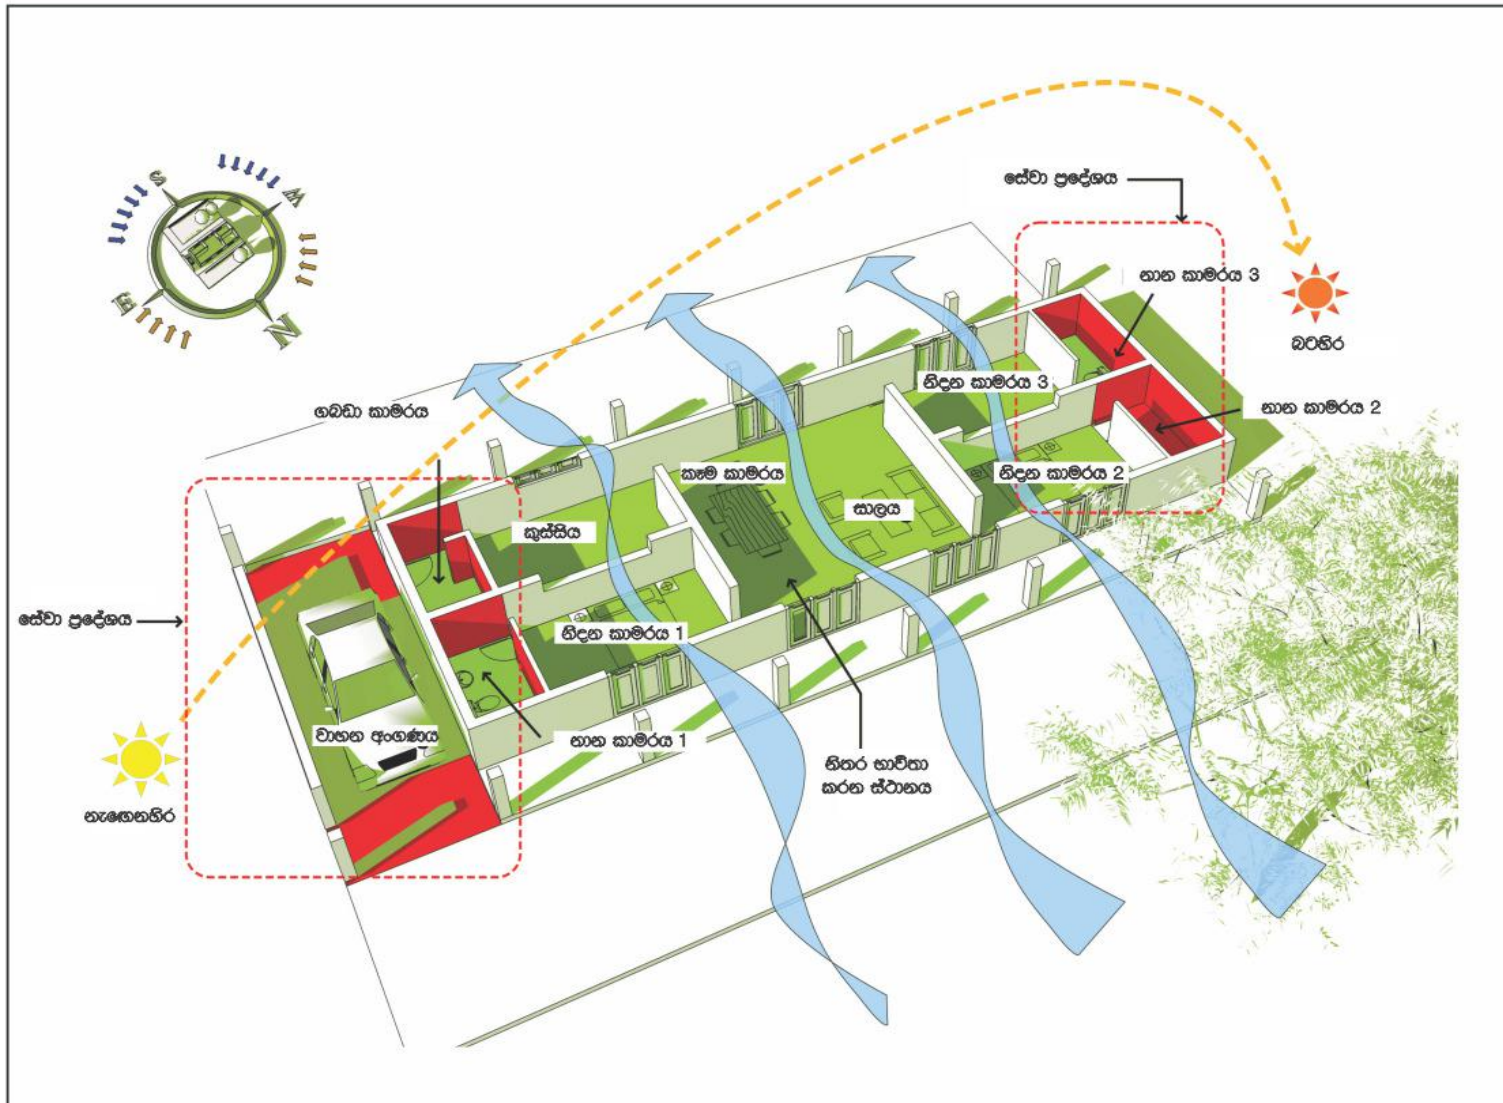 සේවා ප්‍රදේශය
S
W
E
N
නාන කාමරය 3
බටහිර
නිදන කාමරය 3
ගබඩා කාමරය
නාන කාමරය 2
කෑම කාමරය
නිදන කාමරය 2
සාලය
කුස්සිය
සේවා ප්‍රදේශය
නිදන කාමරය 1
වාහන අංගණය
නාන කාමරය 1
නිතර භාවිතා
කරන ස්ථානය
නැඟෙනහිර